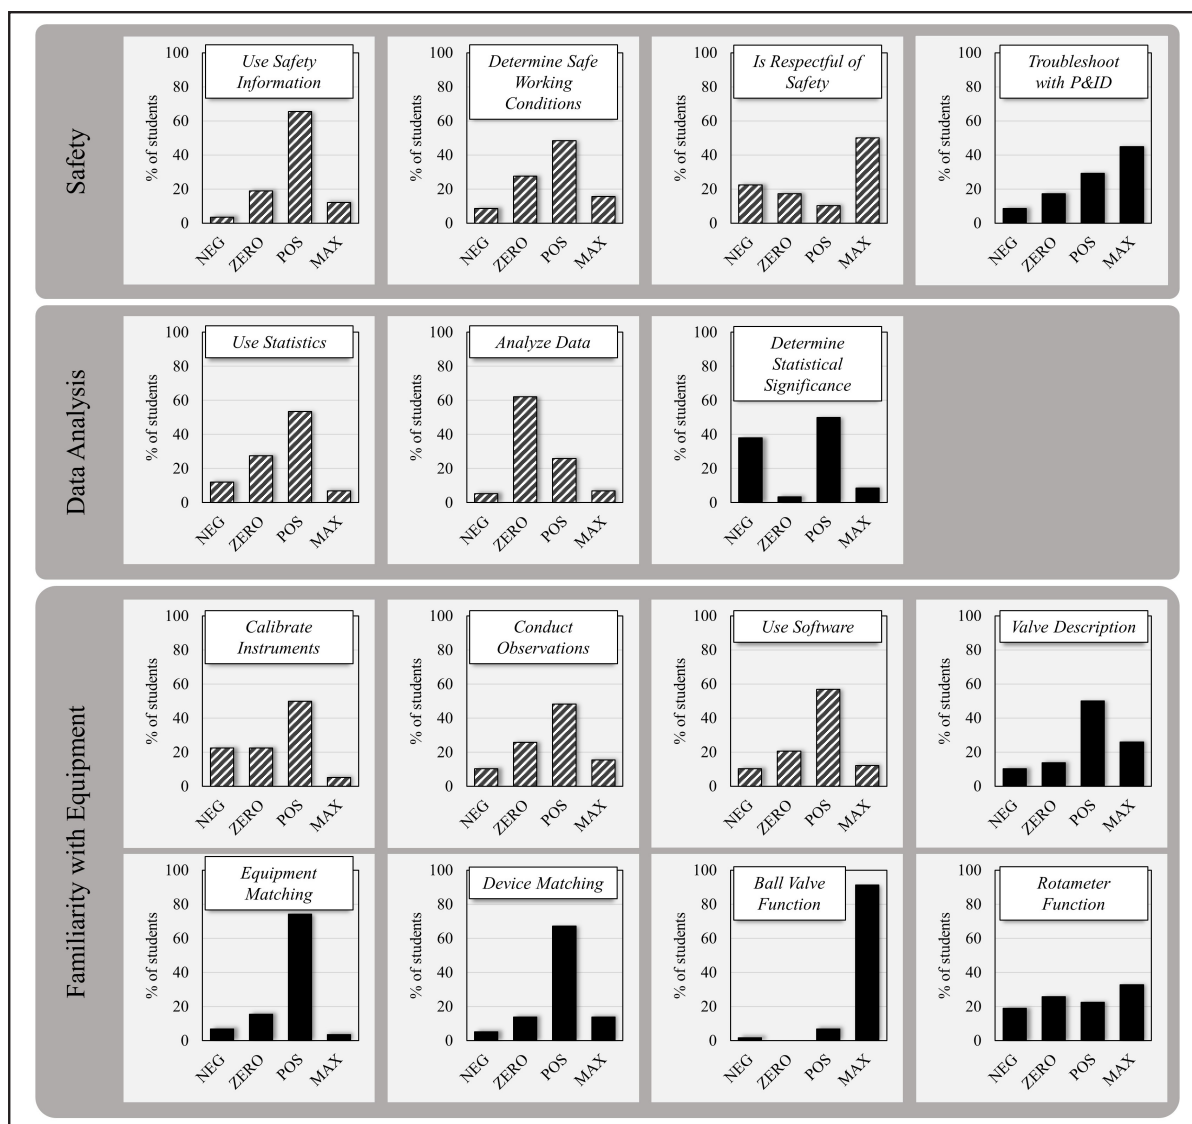 Safety
Use Safety
Information
% of students
100
80
60
40
20
0
NEG
ZERO
POS
MAX
Determine Safe
Working
Conditions
% of students
100
80
60
40
20
0
NEG
ZERO
POS
MAX
Is Respectful of
Safety
% of students
100
80
60
40
20
0
NEG
ZERO
POS
MAX
Troubleshoot
with P&ID
% of students
100
80
60
40
20
0
NEG
ZERO
POS
MAX
Data Analysis
Use Statistics
% of students
100
80
60
40
20
0
NEG
ZERO
POS
MAX
Analyze Data
% of students
100
80
60
40
20
0
NEG
ZERO
POS
MAX
Determine
Statistical
Significance
% of students
100
80
60
40
20
0
NEG
ZERO
POS
MAX
Familiarity with Equipment
Calibrate
Instruments
% of students
100
80
60
40
20
0
NEG
ZERO
POS
MAX
Conduct
Observations
% of students
100
80
60
40
20
0
NEG
ZERO
POS
MAX
Use Software
% of students
100
80
60
40
20
0
NEG
ZERO
POS
MAX
Valve Description
% of students
100
80
60
40
20
0
NEG
ZERO
POS
MAX
Equipment
Matching
% of students
100
80
60
40
20
0
NEG
ZERO
POS
MAX
Device Matching
% of students
100
80
60
40
20
0
NEG
ZERO
POS
MAX
Ball Valve
Function
% of students
100
80
60
40
20
0
NEG
ZERO
POS
MAX
Rotameter
Function
% of students
100
80
60
40
20
0
NEG
ZERO
POS
MAX